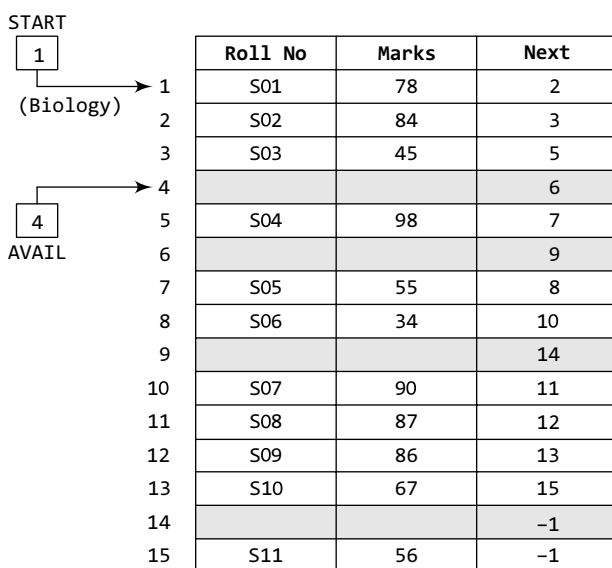 START
1
(Biology)
4
AVAIL
Roll No Marks Next
1 S01 78 2
2 S02 84 3
3 S03 45 5
4 6
5 S04 98 7
6 9
7 S05 55 8
8 S06 34 10
9 14
10 S07 90 11
11 S08 87 12
12 S09 86 13
13 S10 67 15
14 –1
15 S11 56 –1